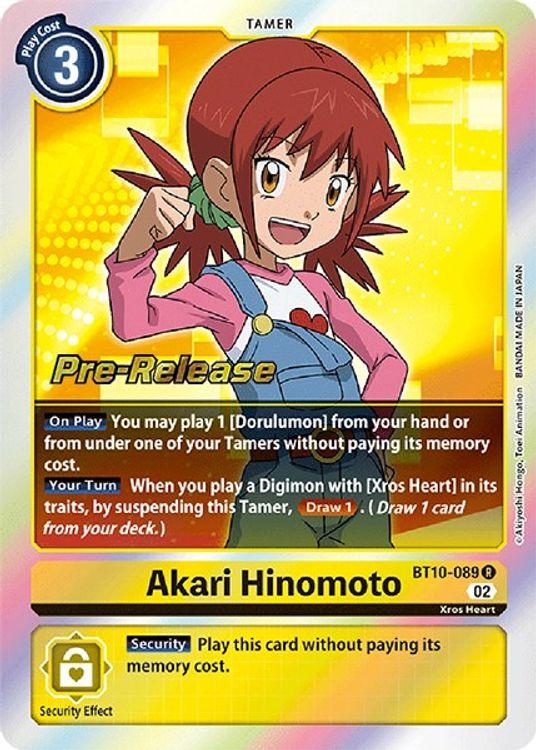 Play Cost
3
TAMER
Pre-Release
On Play You may play 1 [Dorulumon] from your hand or
from under one of your Tamers without paying its memory
cost.
Your Turn When you play a Digimon with [Xros Heart] in its
traits, by suspending this Tamer, Draw 1 . (Draw 1 card
from your deck.)
©Akiyoshi Hongo, Toei Animation BANDAI MADE IN JAPAN
Akari Hinomoto
BT10-089 R
02
Xros Heart
Security Play this card without paying its
memory cost.
Security Effect